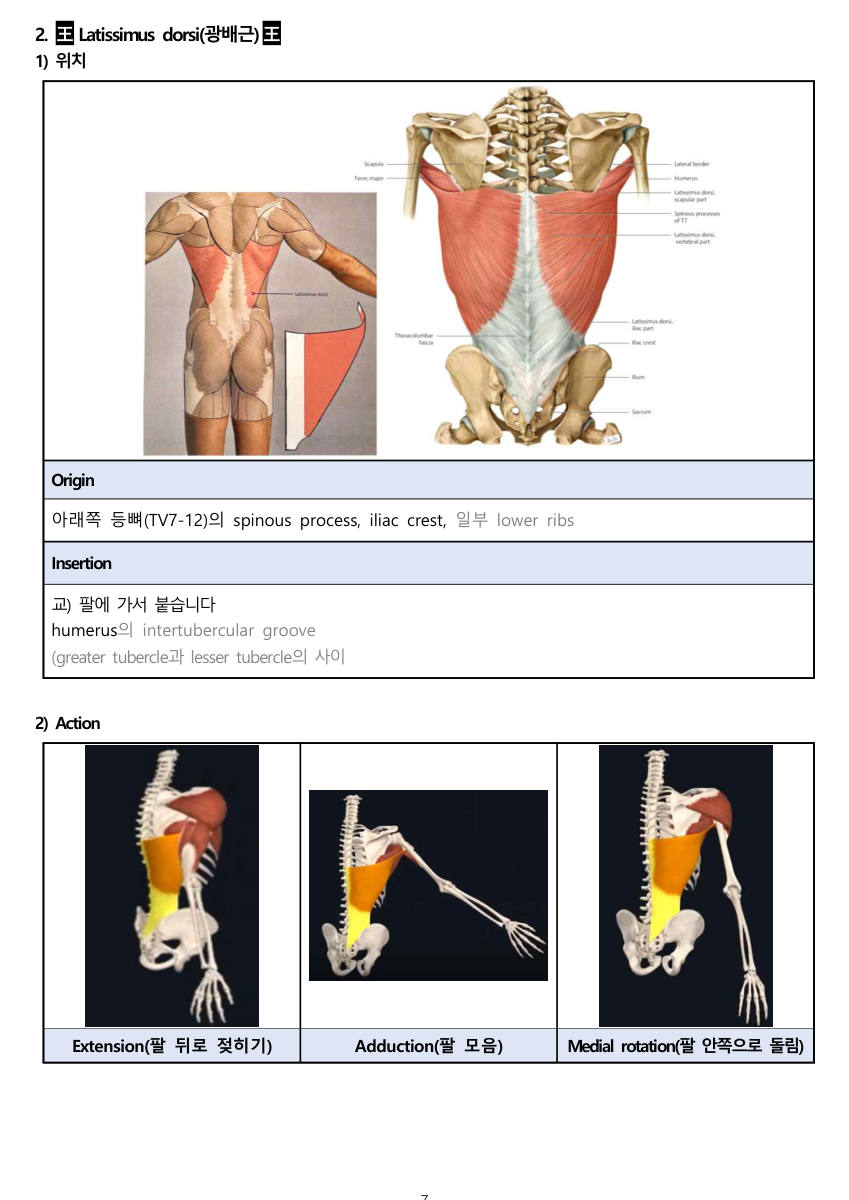 2. 王 Latissimus dorsi(광배근) 王
1) 위치
Scapula
Teres major
Lateral border
Humerus
Latissimus dorsi,
scapular part
Spinous processes
of T7
Latissimus dorsi,
vertebral part
Latissimus dorsi
Latissimus dorsi,
iliac part
Thoracolumbar
fascia
Iliac crest
Ilium
Sacrum
Origin
아래쪽 등뼈(TV7-12)의 spinous process, iliac crest, 일부 lower ribs
Insertion
교) 팔에 가서 붙습니다
humerus의 intertubercular groove
(greater tubercle과 lesser tubercle의 사이
2) Action
Extension(팔 뒤로 젖히기)
Adduction(팔 모음)
Medial rotation(팔 안쪽으로 돌림)
7